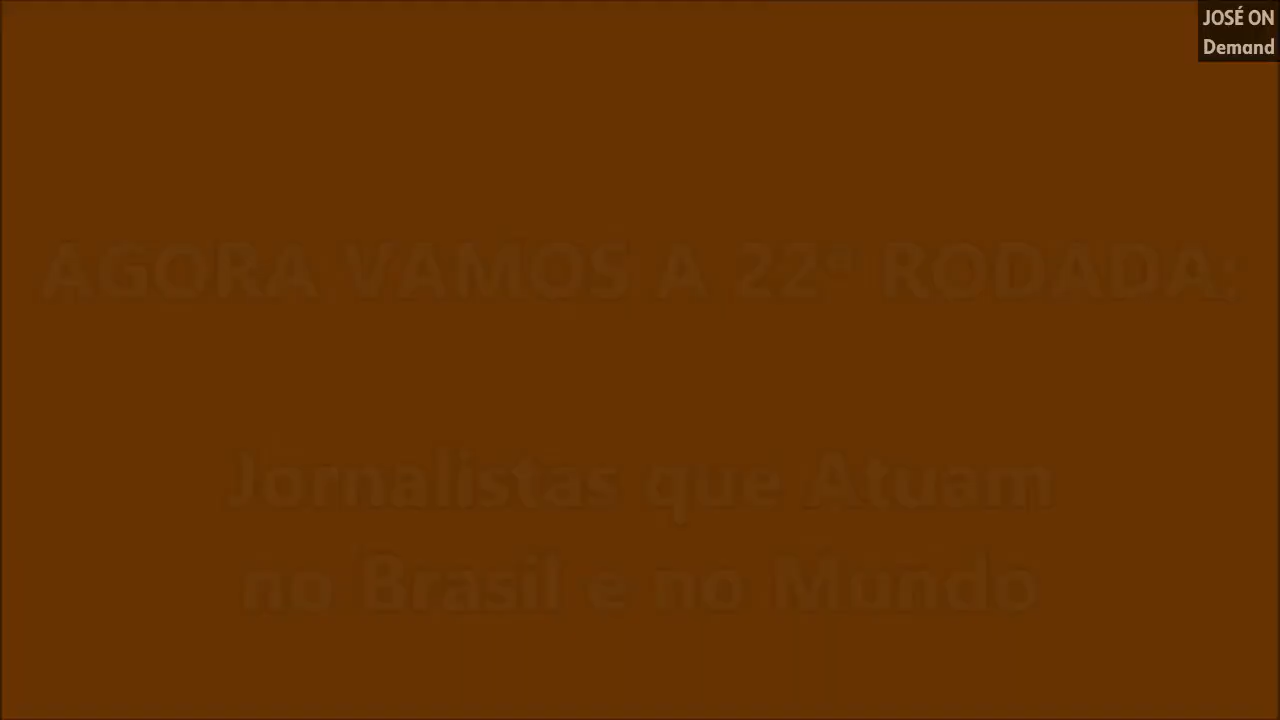 JOSÉ ON
Demand
AGORA VAMOS A 22ª RODADA:
Jornalistas que Atuam
no Brasil e no Mundo